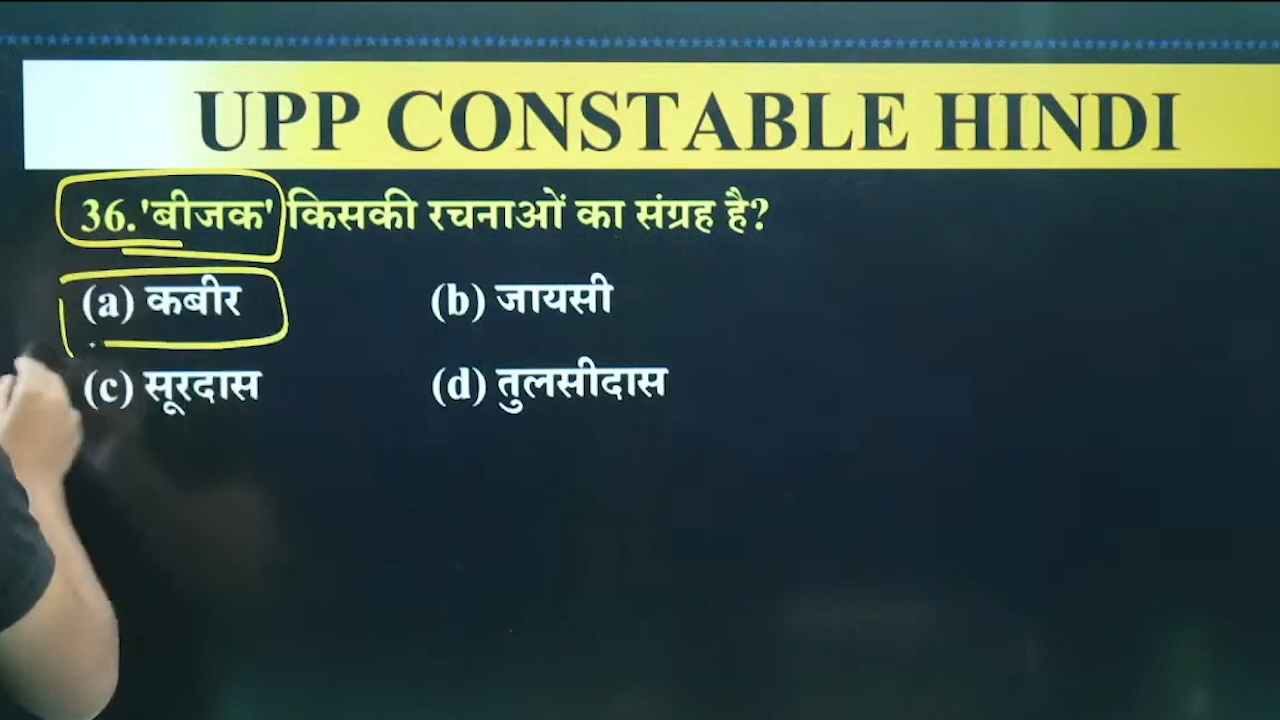 UPP CONSTABLE HINDI
36.'बीजक' किसकी रचनाओं का संग्रह है?
(a) कबीर (b) जायसी
(c) सूरदास (d) तुलसीदास